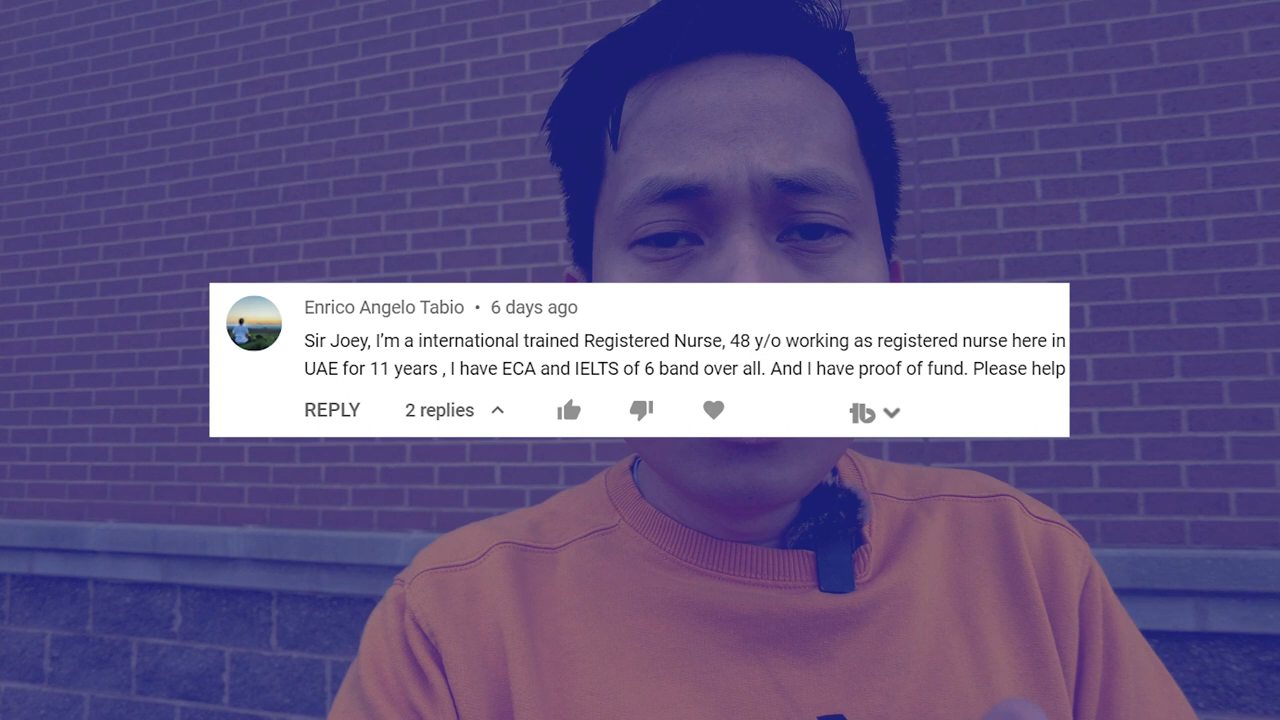 Enrico Angelo Tabio • 6 days ago
Sir Joey, I'm a international trained Registered Nurse, 48 y/o working as registered nurse here in
UAE for 11 years , I have ECA and IELTS of 6 band over all. And I have proof of fund. Please help
REPLY 2 replies